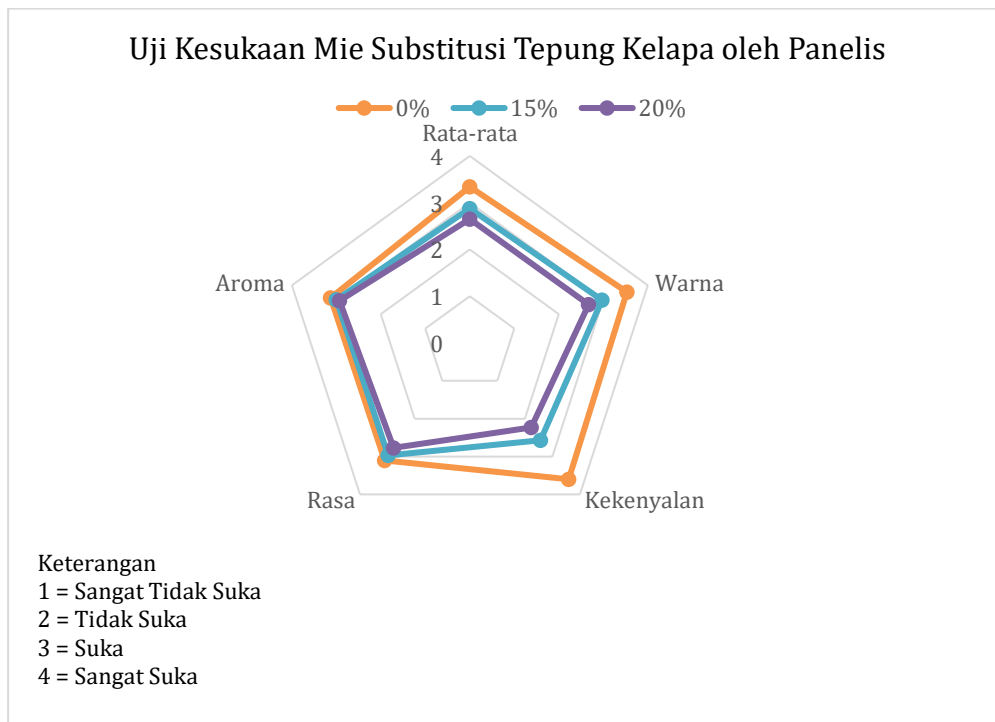 Uji Kesukaan Mie Substitusi Tepung Kelapa oleh Panelis
0% 15% 20%
Rata-rata
4
3
2
1
0
Aroma
Warna
Rasa
Kekenyalan
Keterangan
1 = Sangat Tidak Suka
2 = Tidak Suka
3 = Suka
4 = Sangat Suka